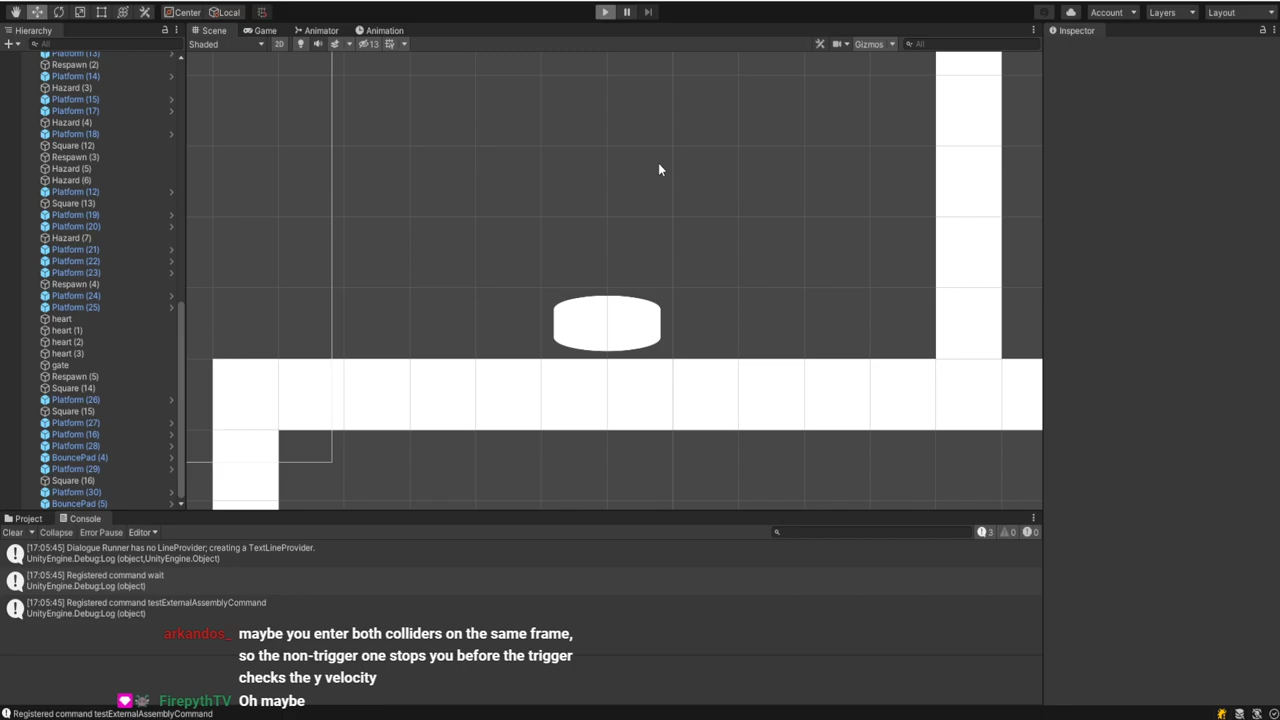 Center Local Account Layers Layout
Hierarchy Scene Game Animator Animation Inspector
All Shaded 2D 13 Gizmos All
Platform (13)
Respawn (2)
Platform (14)
Hazard (3)
Platform (15)
Platform (17)
Hazard (4)
Platform (18)
Square (12)
Respawn (3)
Hazard (5)
Hazard (6)
Platform (12)
Square (13)
Platform (19)
Platform (20)
Hazard (7)
Platform (21)
Platform (22)
Platform (23)
Respawn (4)
Platform (24)
Platform (25)
heart
heart (1)
heart (2)
heart (3)
gate
Respawn (5)
Square (14)
Platform (26)
Square (15)
Platform (27)
Platform (16)
Platform (28)
BouncePad (4)
Platform (29)
Square (16)
Platform (30)
BouncePad (5)
Project Console
Clear Collapse Error Pause Editor 3 0 0
[17:05:45] Dialogue Runner has no LineProvider; creating a TextLineProvider.
UnityEngine.Debug:Log (object,UnityEngine.Object)
[17:05:45] Registered command wait
UnityEngine.Debug:Log (object)
[17:05:45] Registered command testExternalAssemblyCommand
UnityEngine.Debug:Log (object)
arkandos_ maybe you enter both colliders on the same frame,
so the non-trigger one stops you before the trigger
checks the y velocity
FirepythTV Oh maybe
Registered command testExternalAssemblyCommand